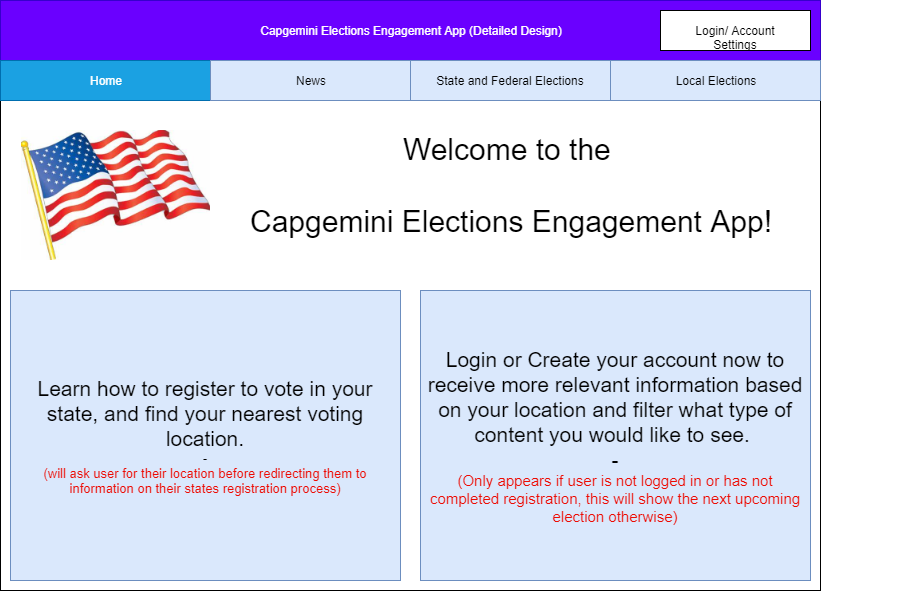 Capgemini Elections Engagement App (Detailed Design)
Login/ Account
Settings
Home
News
State and Federal Elections
Local Elections
Welcome to the
Capgemini Elections Engagement App!
Learn how to register to vote in your
state, and find your nearest voting
location.
-
(will ask user for their location before redirecting them to
information on their states registration process)
Login or Create your account now to
receive more relevant information based
on your location and filter what type of
content you would like to see.
-
(Only appears if user is not logged in or has not
completed registration, this will show the next upcoming
election otherwise)